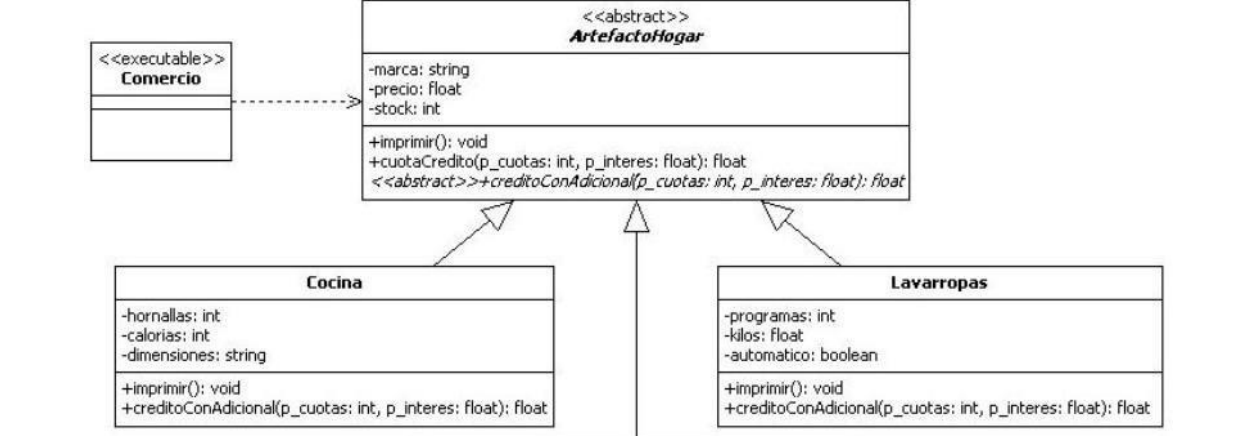 <<abstract>>
ArtefactoHogar
-marca: string
-precio: float
-stock: int
+imprimir(): void
+cuotaCredito(p_cuotas: int, p_interes: float): float
<<abstract>>+creditoConAdicional(p_cuotas: int, p_interes: float): float
<<executable>>
Comercio
Cocina
-hornallas: int
-calorias: int
-dimensiones: string
+imprimir(): void
+creditoConAdicional(p_cuotas: int, p_interes: float): float
Lavarropas
-programas: int
-kilos: float
-automatico: boolean
+imprimir(): void
+creditoConAdicional(p_cuotas: int, p_interes: float): float